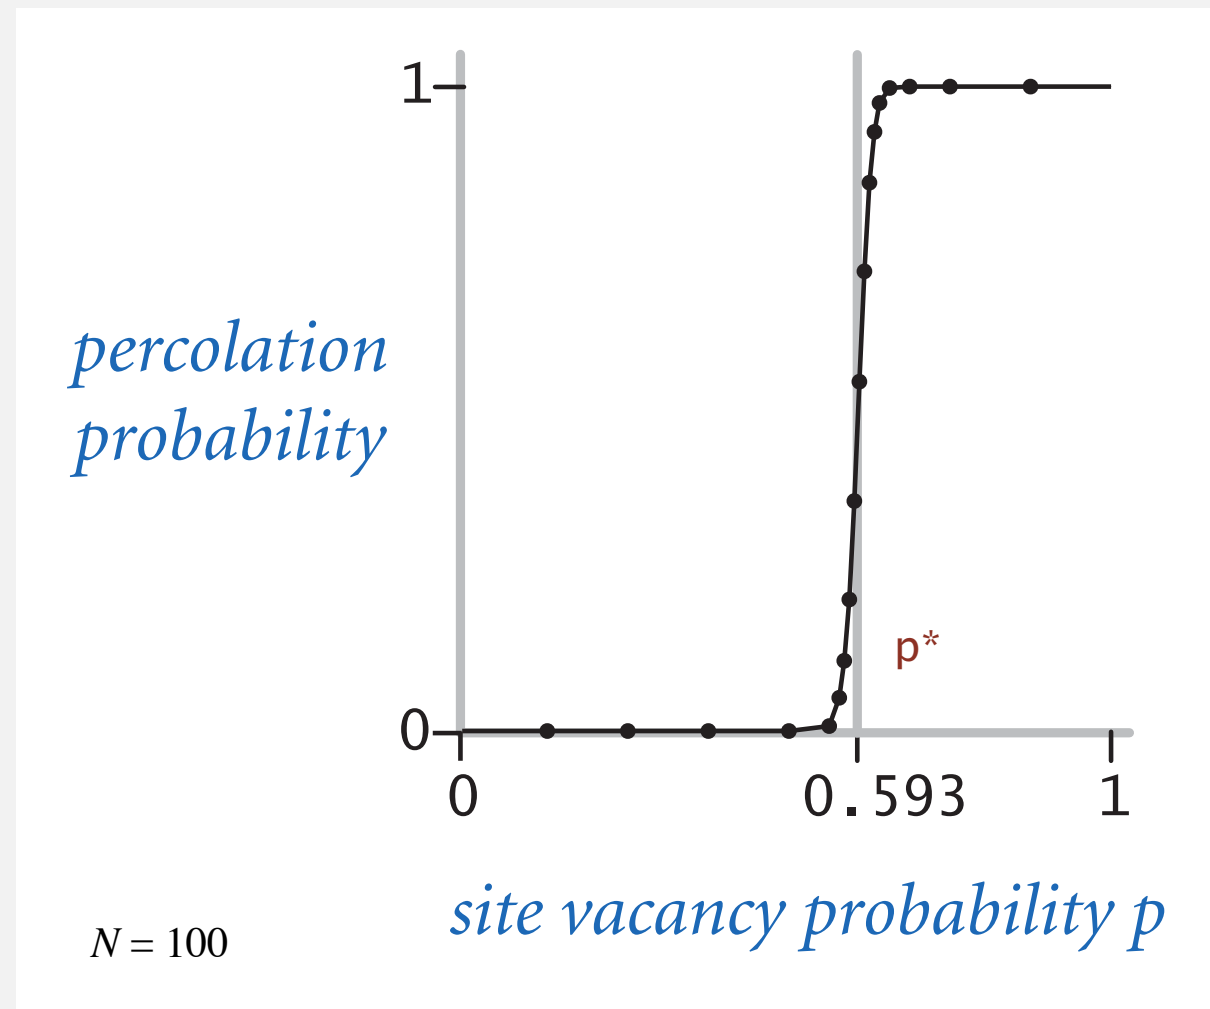 1
percolation
probability
p*
0
0 0.593 1
site vacancy probability p
N = 100